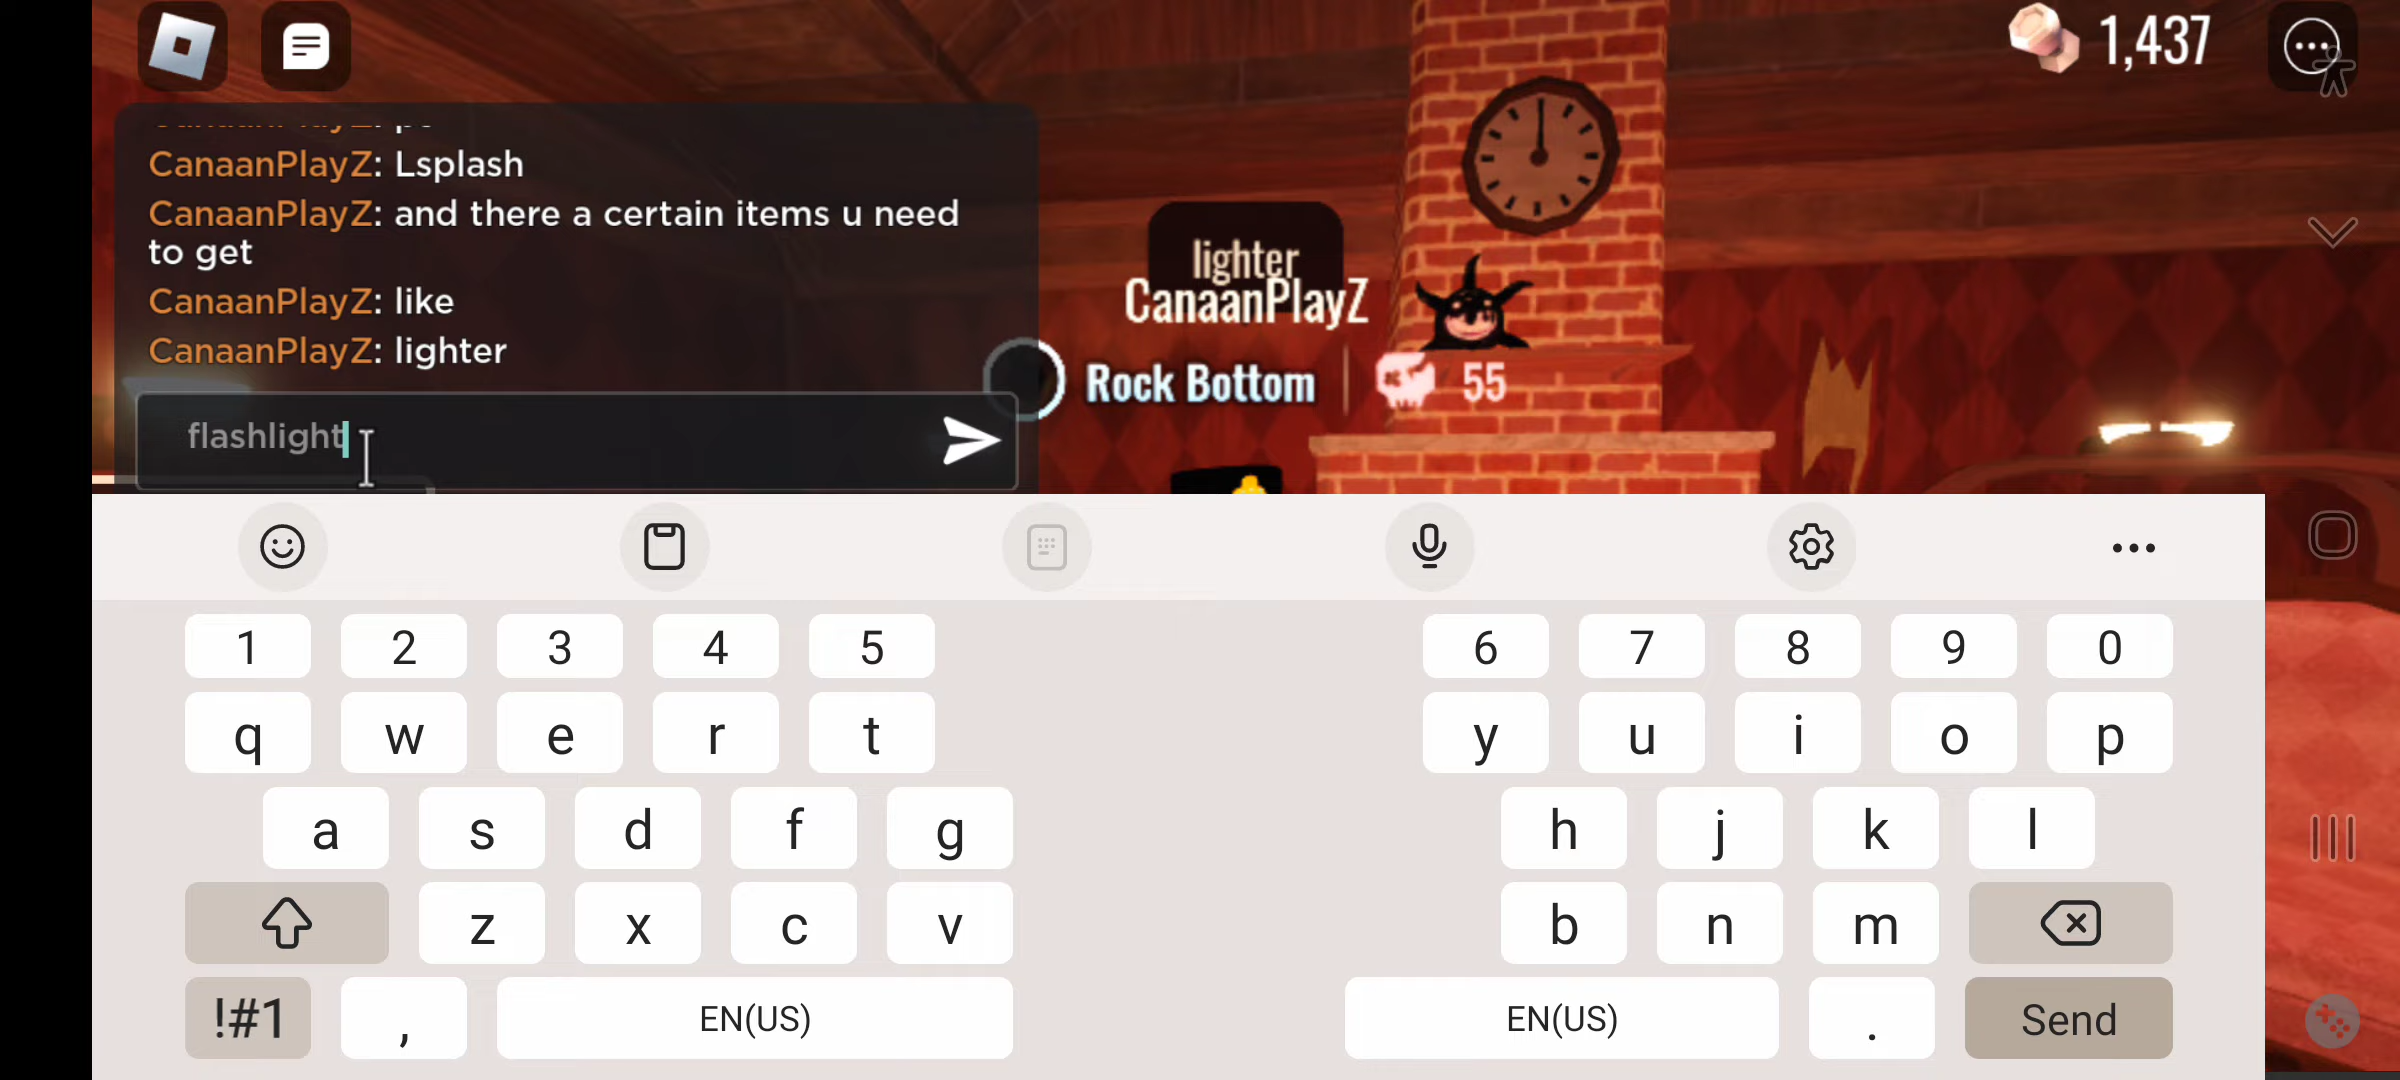 1,437
CanaanPlayZ: Lsplash
CanaanPlayZ: and there a certain items u need
to get
CanaanPlayZ: like
CanaanPlayZ: lighter
flashlight
lighter
CanaanPlayZ
Rock Bottom 55
1 2 3 4 5 6 7 8 9 0
q w e r t y u i o p
a s d f g h j k l
z x c v b n m
!#1 , EN(US) EN(US) . Send